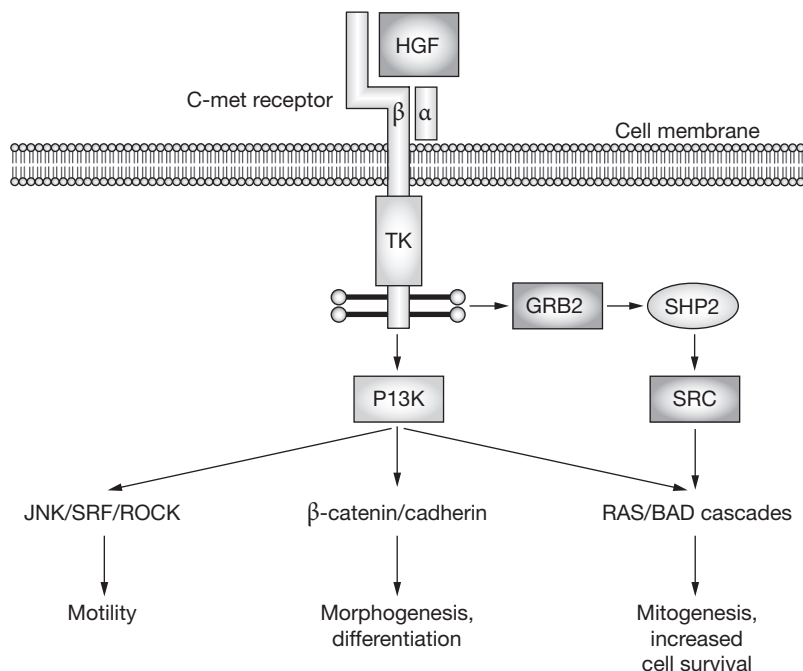 HGF
C-met receptor
β
α
Cell membrane
TK
GRB2
SHP2
P13K
SRC
JNK/SRF/ROCK
β-catenin/cadherin
RAS/BAD cascades
Motility
Morphogenesis,
differentiation
Mitogenesis,
increased
cell survival